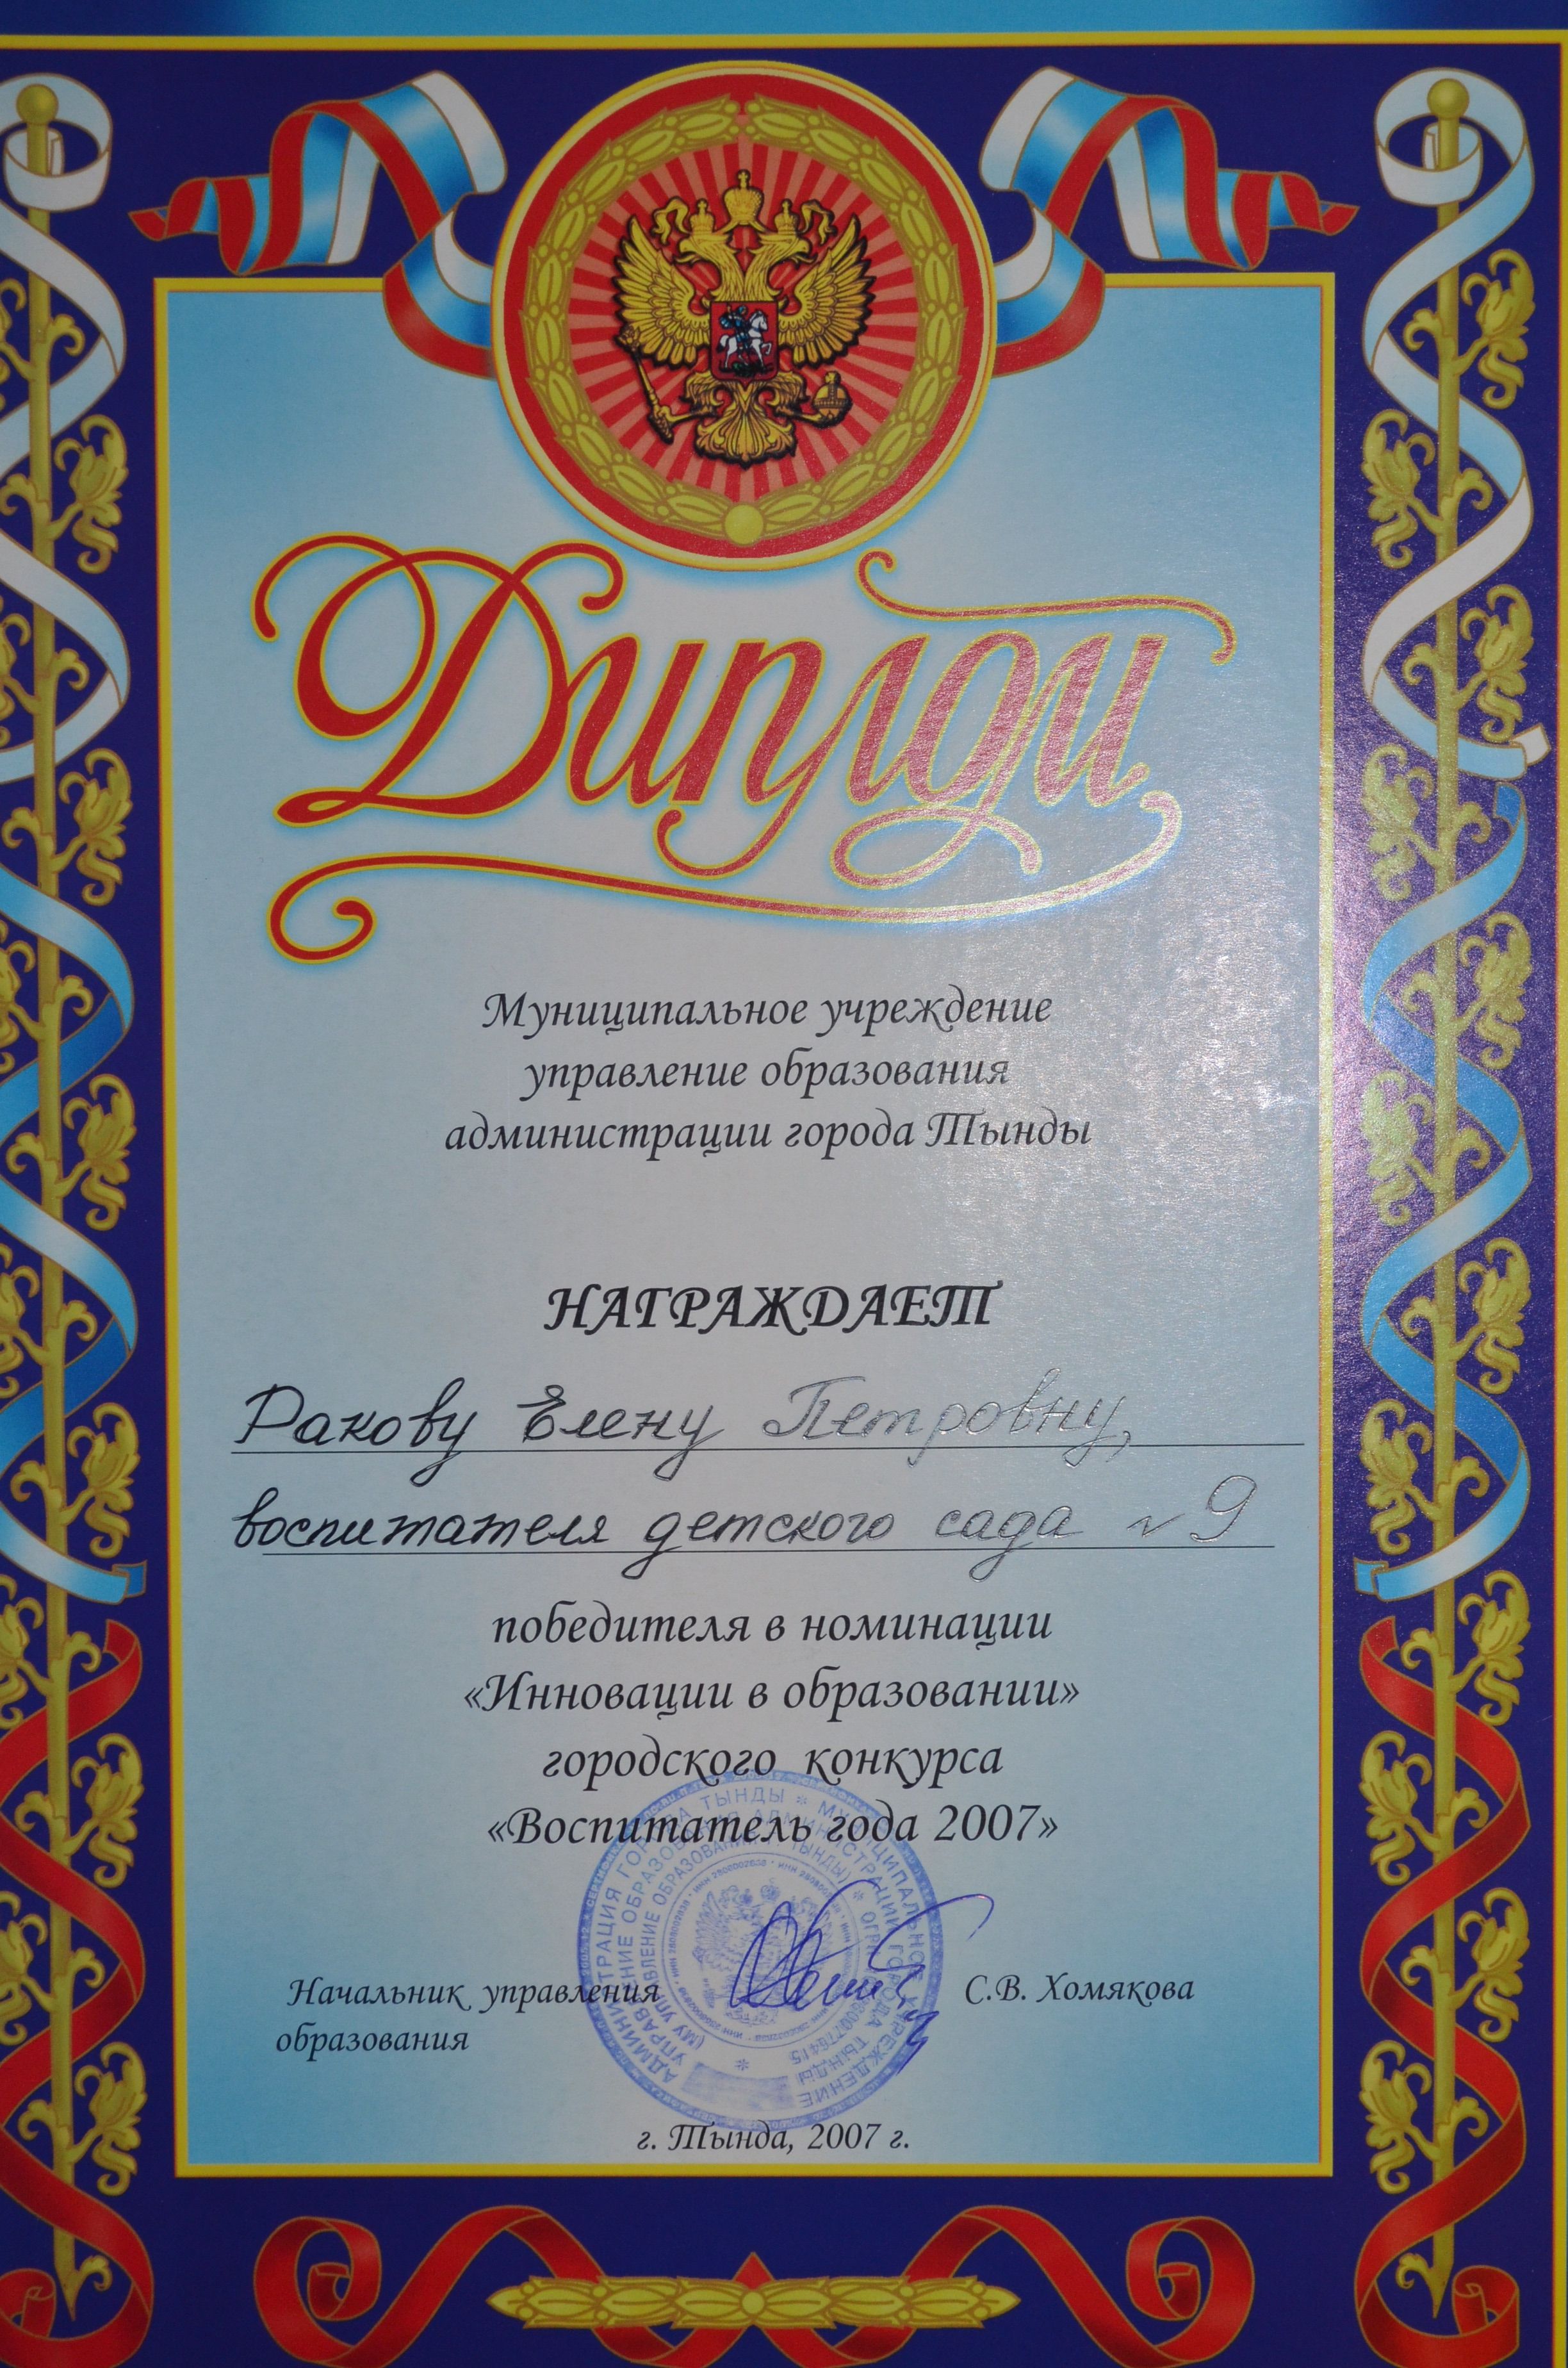 Диплом
Муниципальное учреждение
управление образования
администрации города Тынды
НАГРАЖДАЕТ
Ракову Елену Петровну,
воспитателя детского сада №9
победителя в номинации
«Инновации в образовании»
городского конкурса
«Воспитатель года 2007»
Начальник управления
образования
С.В. Хомякова
г. Тында, 2007 г.